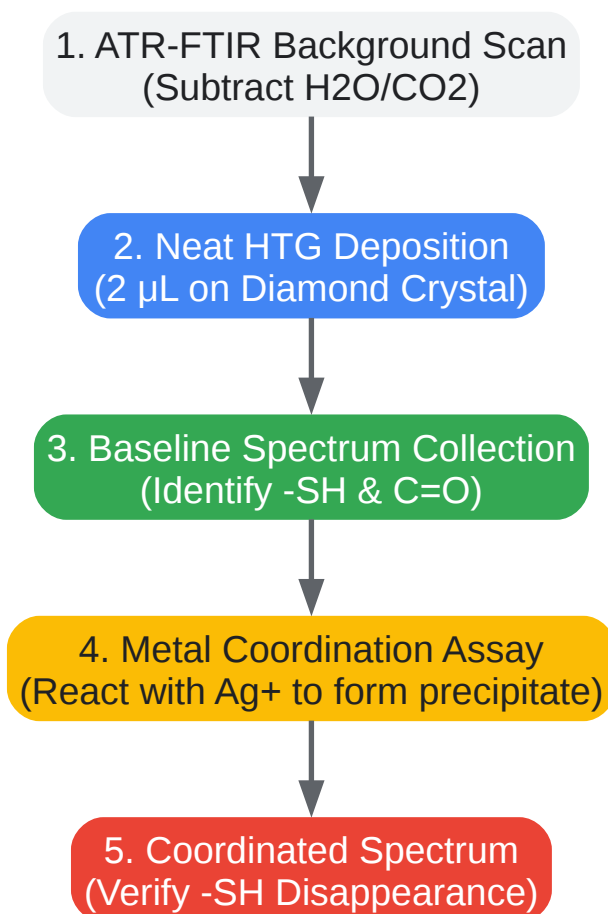 1. ATR-FTIR Background Scan
(Subtract H2O/CO2)
2. Neat HTG Deposition
(2 μL on Diamond Crystal)
3. Baseline Spectrum Collection
(Identify -SH & C=O)
4. Metal Coordination Assay
(React with Ag+ to form precipitate)
5. Coordinated Spectrum
(Verify -SH Disappearance)